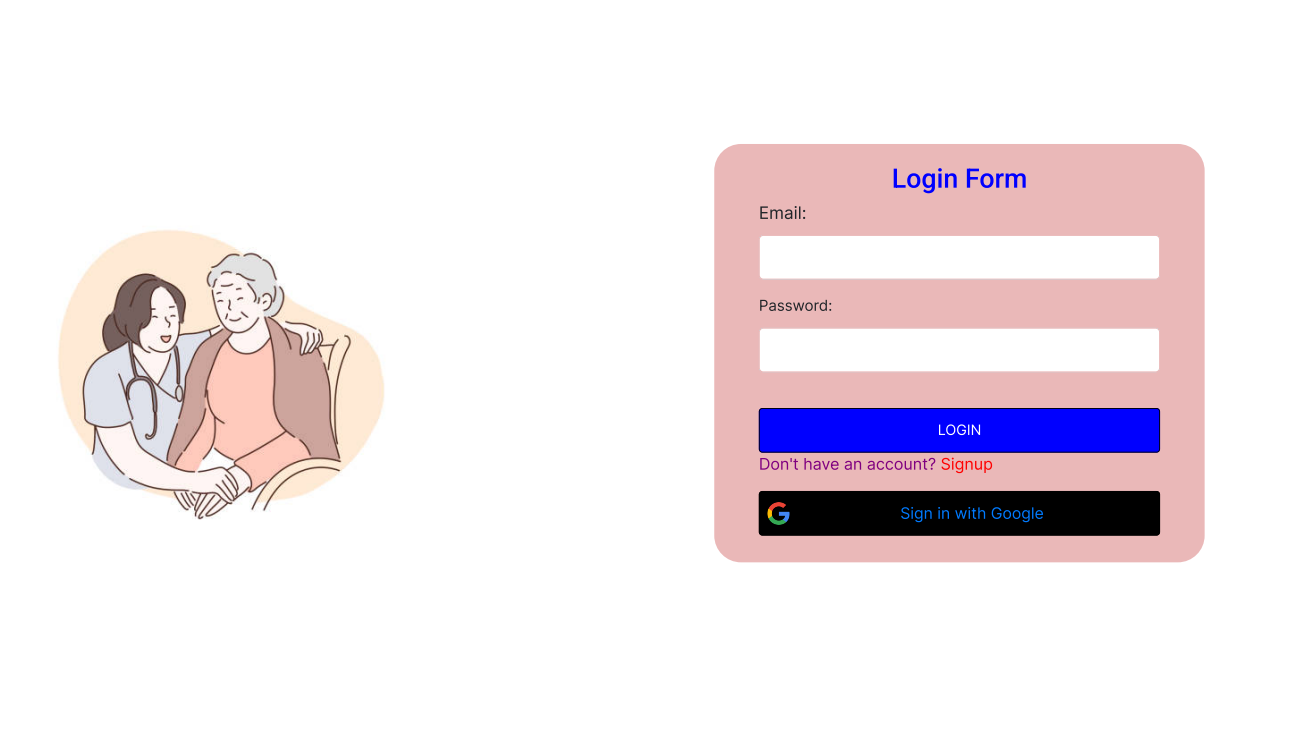 Login Form
Email:
Password:
LOGIN
Don't have an account? Signup
Sign in with Google